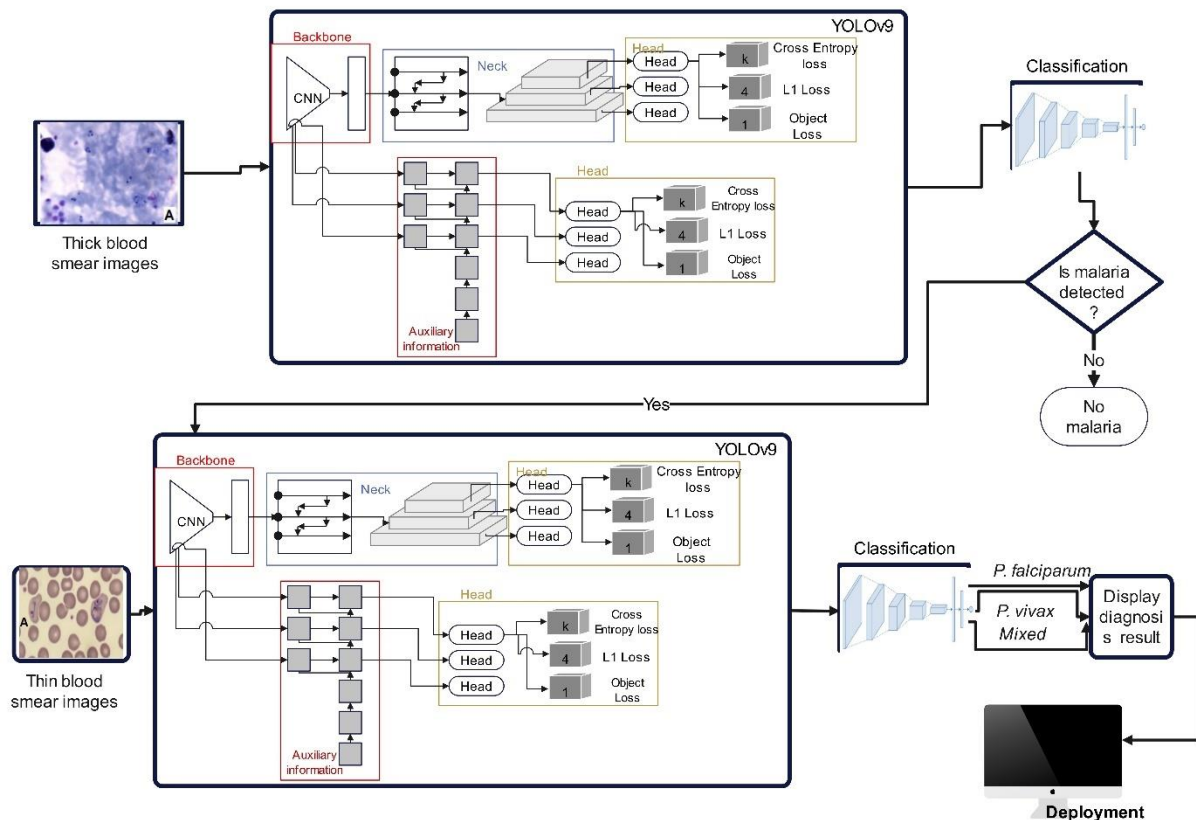 YOLOv9
Backbone
CNN
Neck
Head
Head
Head
Head
k
4
1
Cross Entropy
loss
L1 Loss
Object
Loss
Classification
A
Thick blood
smear images
Auxiliary
information
Head
Head
Head
Head
k
4
1
Cross
Entropy loss
L1 Loss
Object
Loss
Is malaria
detected
?
No
No
malaria
Yes
YOLOv9
Backbone
CNN
Neck
Head
Head
Head
Head
k
4
1
Cross Entropy
loss
L1 Loss
Object
Loss
A
Thin blood
smear images
Auxiliary
information
Head
Head
Head
Head
k
4
1
Cross
Entropy loss
L1 Loss
Object
Loss
Classification
P. falciparum
P. vivax
Mixed
Display
diagnosi
s result
Deployment